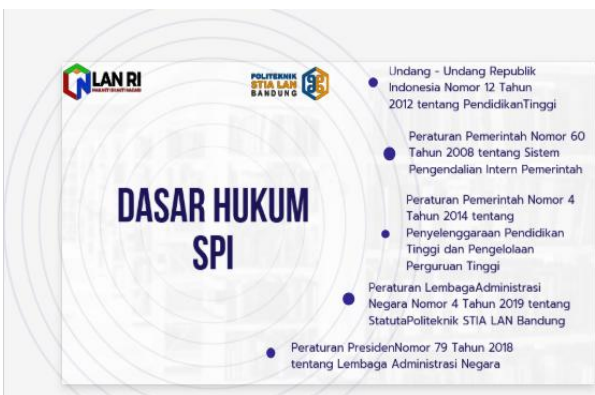 LAN RI
MAKARTI BHAKTI NAGARI
POLITEKNIK
STIA LAN
BANDUNG
DASAR HUKUM
SPI
Undang - Undang Republik
Indonesia Nomor 12 Tahun
2012 tentang PendidikanTinggi
Peraturan Pemerintah Nomor 60
Tahun 2008 tentang Sistem
Pengendalian Intern Pemerintah
Peraturan Pemerintah Nomor 4
Tahun 2014 tentang
Penyelenggaraan Pendidikan
Tinggi dan Pengelolaan
Perguruan Tinggi
Peraturan LembagaAdministrasi
Negara Nomor 4 Tahun 2019 tentang
StatutaPoliteknik STIA LAN Bandung
Peraturan PresidenNomor 79 Tahun 2018
tentang Lembaga Administrasi Negara